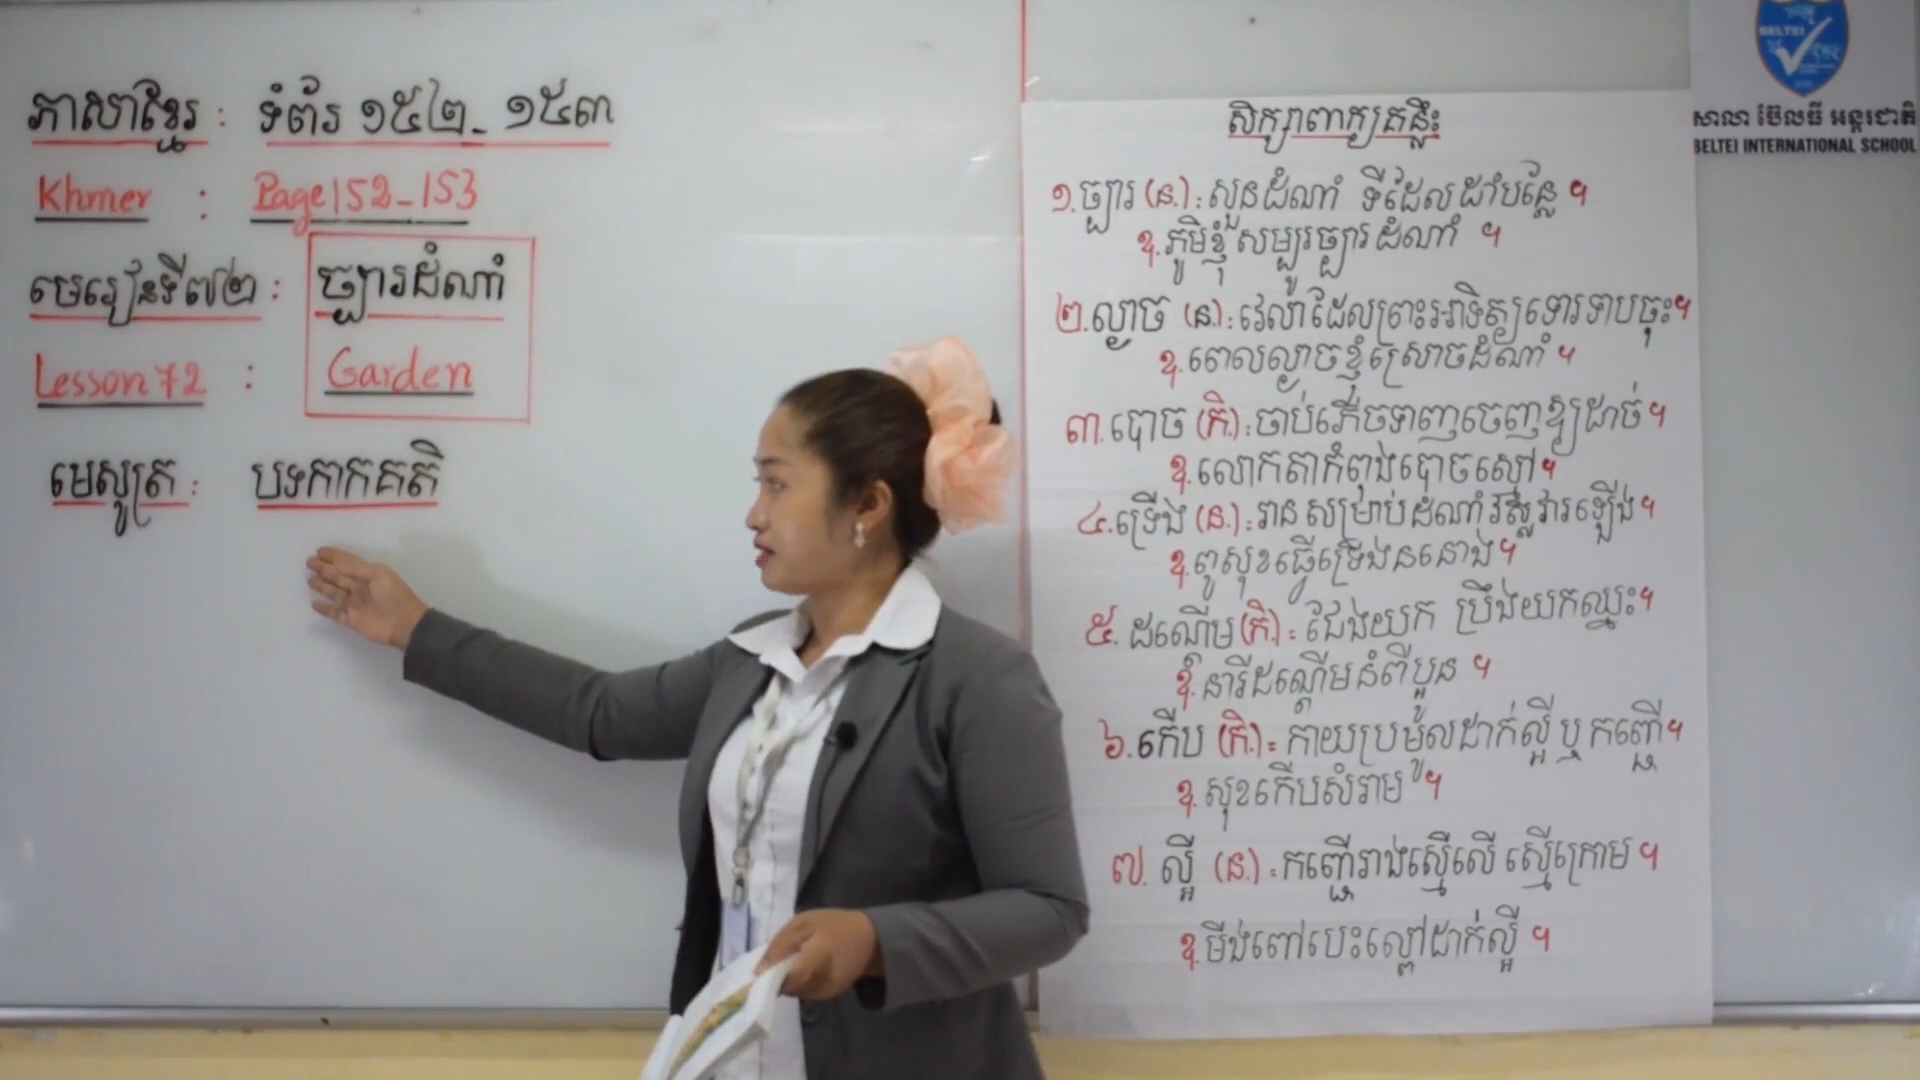 ភាសាខ្មែរ : ទំព័រ ១៥២_ ១៥៣
Khmer : Page 152_153
មេរៀនទី៧២ : ច្បារដំណាំ
Lesson 72 : Garden
មេសូត្រ : បទកាកគតិ
សិក្សាពាក្យគន្លឹះ
១.ច្បារ (ន.) : សួនដំណាំ ទីដែលដាំបន្លែ ។
ឧ.ភូមិខ្ញុំសម្បូរច្បារដំណាំ ។
២.ល្ងាច (ន.) : វេលាដែលព្រះអាទិត្យទោរទាបចុះ។
ឧ.ពេលល្ងាចខ្ញុំស្រោចដំណាំ ។
៣.បោច (កិ.) : ចាប់ភើចទាញចេញឱ្យដាច់ ។
ឧ.លោកតាកំពុងបោចស្មៅ។
៤.ទ្រើង (ន.) : រានសម្រាប់ដំណាំវល្លិ៍វារឡើង។
ឧ.ពូសុខធ្វើទ្រើងននោង។
៥. ដណ្ដើម(កិ.) : ជែងយក ប្រឹងយកឈ្នះ។
ឧ.នារីដណ្ដើមនំពីប្អូន ។
៦.កើប (កិ.) : កាយប្រមូលដាក់ល្អី ឬ កញ្ជើ។
ឧ.សុខកើបសំរាម ។
៧. ល្អី (ន.) : កញ្ជើរាងស្មើលើ ស្មើក្រោម ។
ឧ.មីងពៅបេះល្ពៅដាក់ល្អី ។
BELTEI
សាលា ប៊ែលធី អន្តរជាតិ
BELTEI INTERNATIONAL SCHOOL